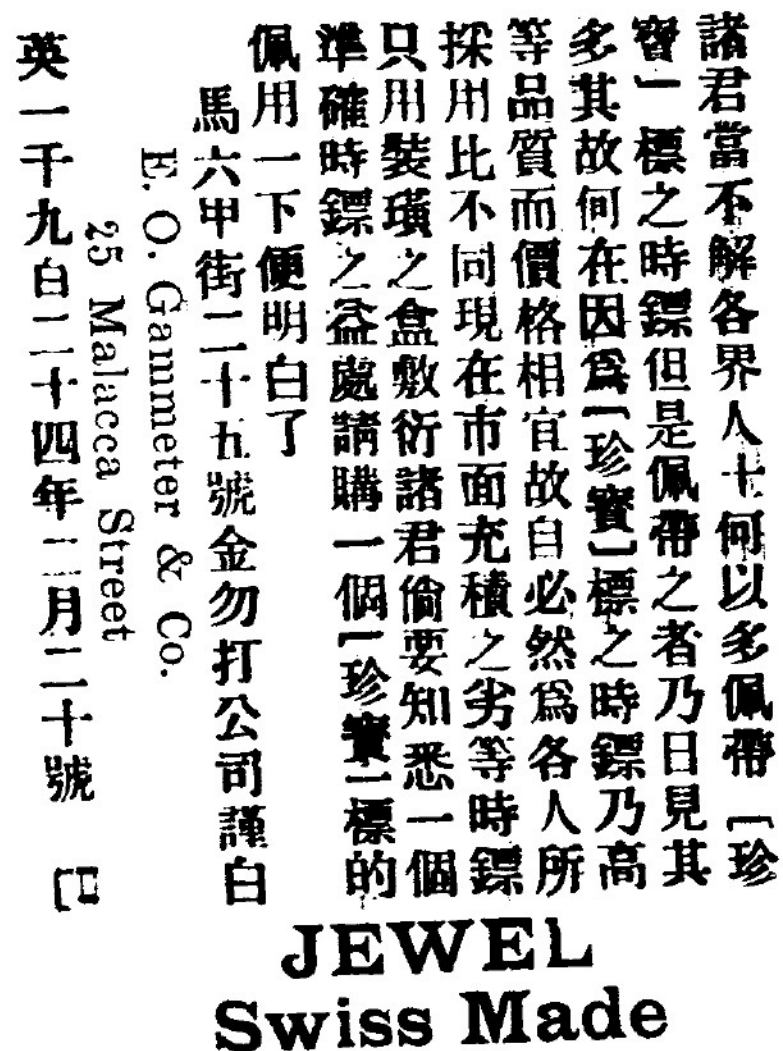 諸君當不解各界人士何以多佩帶［珍
寶］標之時鏢但是佩帶之者乃日見其
多其故何在因爲［珍寶］標之時鏢乃高
等品質而價格相宜故自必然爲各人所
採用比不同現在市面充積之劣等時鏢
只用裝璜之盒敷衍諸君倘要知悉一個
準確時鏢之益處請購一個［珍寶］標的
佩用一下便明白了
馬六甲街二十五號金勿打公司謹白
E. O. Gammeter & Co.
25 Malacca Street
英一千九白二十四年二月二十號
JEWEL
Swiss Made